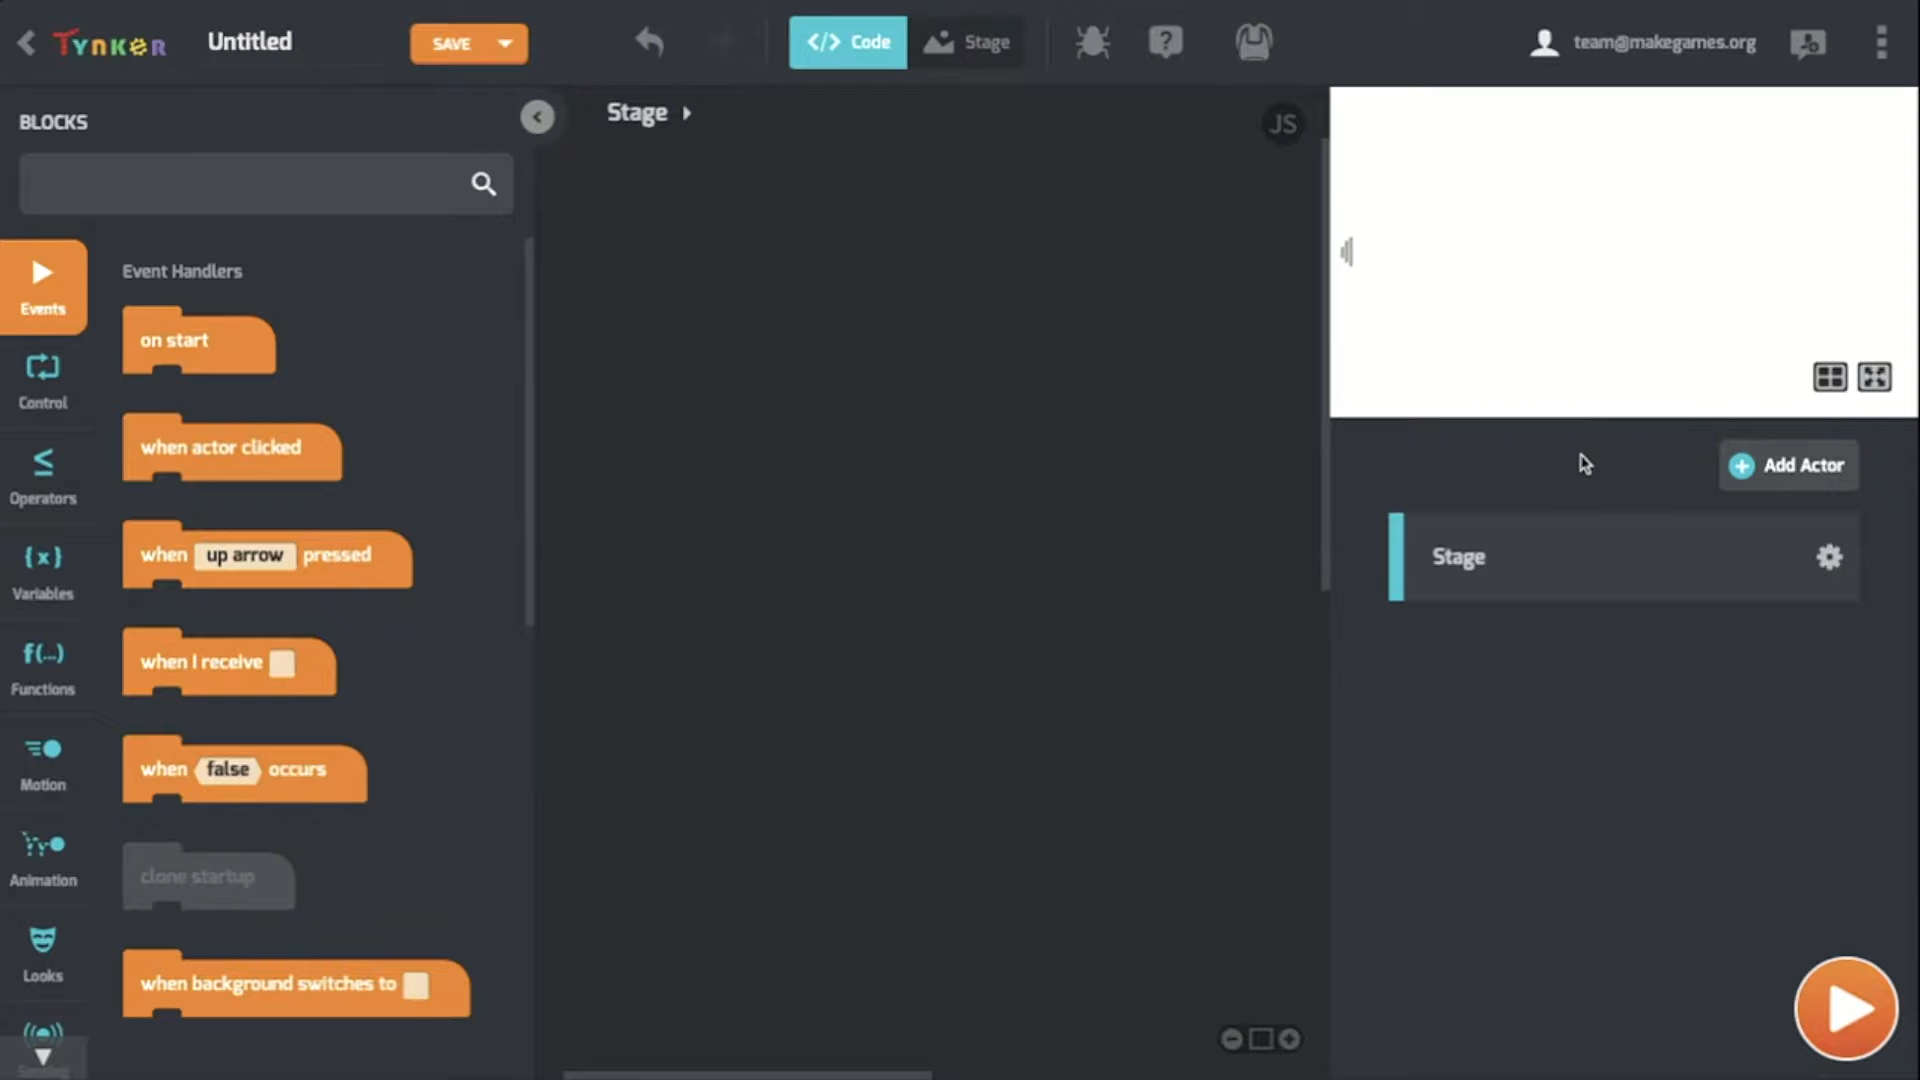 TYNKER
Untitled
SAVE
</> Code
Stage
?
team@makegames.org
BLOCKS
Stage
JS
Events
Control
Operators
{x}
Variables
f(...)
Functions
Motion
Animation
Looks
Event Handlers
on start
when actor clicked
when up arrow pressed
when I receive
when false occurs
clone startup
when background switches to
Add Actor
Stage